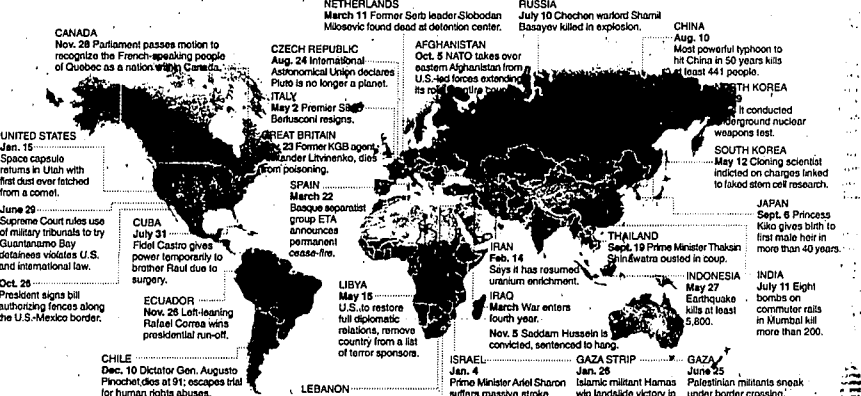 NETHERLANDS
March 11 Former Serb leader Slobodan
Milosevic found dead at detention center.
RUSSIA
July 10 Chechen warlord Shamil
Basayev killed in explosion.
CHINA
Aug. 10
Most powerful typhoon to
hit China in 50 years kills
at least 441 people.
CANADA
Nov. 28 Parliament passes motion to
recognize the French-speaking people
of Quebec as a nation within Canada.
CZECH REPUBLIC
Aug. 24 International
Astronomical Union declares
Pluto is no longer a planet.
AFGHANISTAN
Oct. 5 NATO takes over
eastern Afghanistan from
U.S.-led forces extending
its
ITALY
May 2 Premier
Berlusconi resigns.
KOREA
it conducted
underground nuclear
weapons test.
UNITED STATES
Jan. 15
Space capsule
returns in Utah with
first dust ever fetched
from a comet.
GREAT BRITAIN
23 Former KGB agent
Litvinenko, dies
from poisoning.
SOUTH KOREA
May 12 Cloning scientist
indicted on charges linked
to faked stem cell research.
SPAIN
March 22
Basque separatist
group ETA
announces
permanent
cease-fire.
June 29
Supreme Court rules use
of military tribunals to try
Guantanamo Bay
detainees violates U.S.
and international law.
CUBA
July 31
Fidel Castro gives
power temporarily to
brother Raul due to
surgery.
JAPAN
Sept. 6 Princess
Kiko gives birth to
first male heir in
more than 40 years.
THAILAND
Sept. 19 Prime Minister Thaksin
Shinawatra ousted in coup.
IRAN
Feb. 14
Says it has resumed
uranium enrichment.
Oct. 26
President signs bill
authorizing fences along
the U.S.-Mexico border.
ECUADOR
Nov. 26 Left-leaning
Rafael Correa wins
presidential run-off.
LIBYA
May 15
U.S. to restore
full diplomatic
relations, remove
country from a list
of terror sponsors.
IRAQ
March War enters
fourth year.
Nov. 5 Saddam Hussein is
convicted, sentenced to hang.
INDONESIA
May 27
Earthquake
kills at least
5,800.
INDIA
July 11 Eight
bombs on
commuter rails
in Mumbai kill
more than 200.
CHILE
Dec. 10 Dictator Gen. Augusto
Pinochet dies at 91; escapes trial
for human rights abuses.
LEBANON
ISRAEL
Jan. 4
Prime Minister Ariel Sharon
suffers massive stroke
GAZA STRIP
Jan. 26
Islamic militant Hamas
win landslide victory in
GAZA
June 25
Palestinian militants sneak
under border crossing,